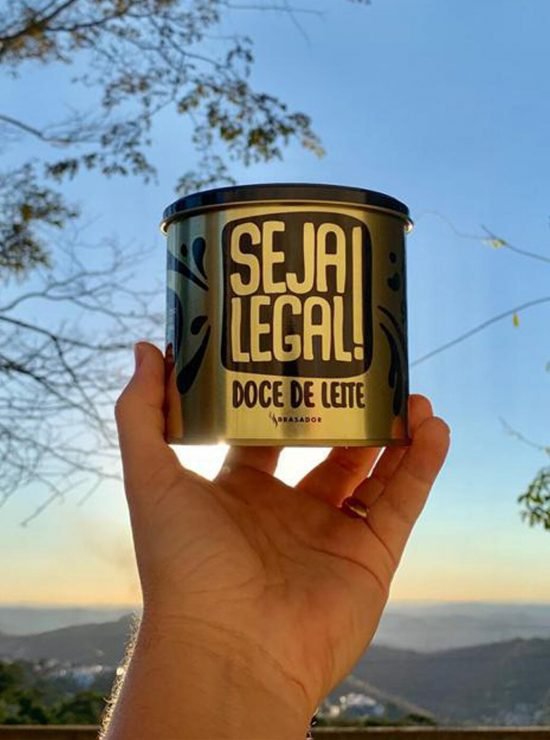 SEJA
LEGAL!
DOCE DE LEITE
BRASADOR